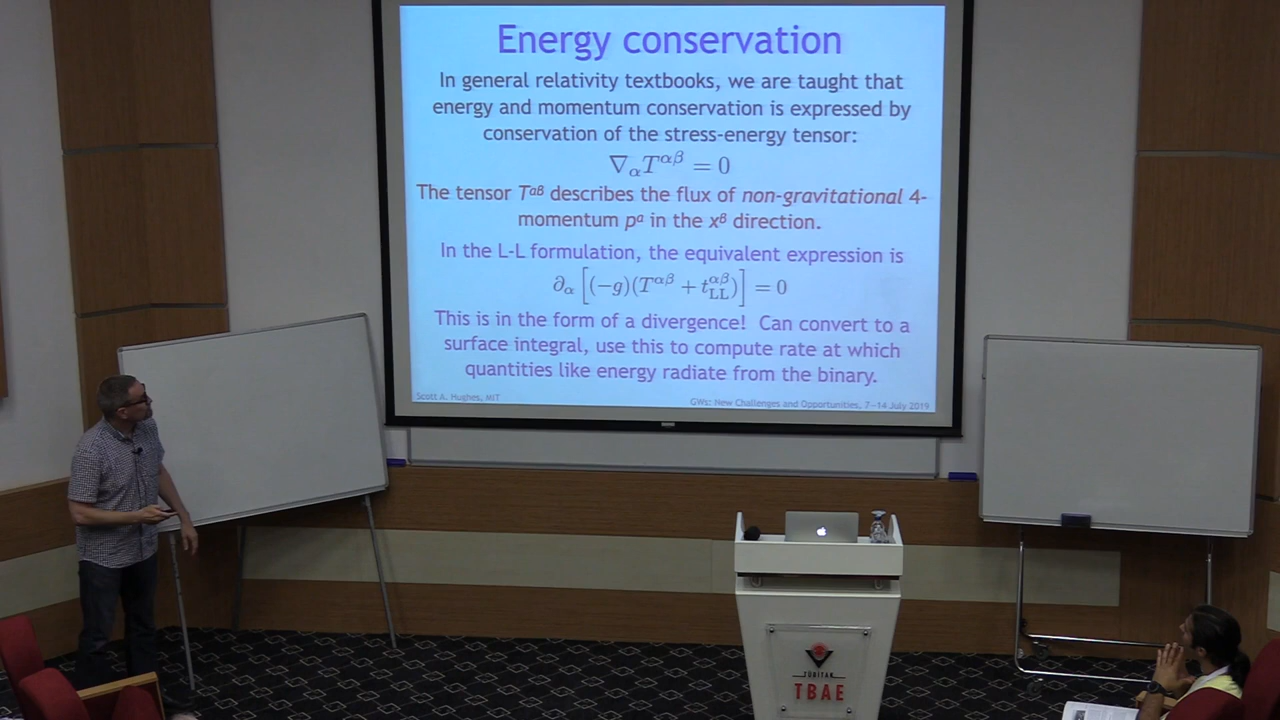 Energy conservation
In general relativity textbooks, we are taught that
energy and momentum conservation is expressed by
conservation of the stress-energy tensor:
∇_α T^{αβ} = 0
The tensor T^{αβ} describes the flux of non-gravitational 4-
momentum p^α in the x^β direction.
In the L-L formulation, the equivalent expression is
∂_α [(-g)(T^{αβ} + t_{LL}^{αβ})] = 0
This is in the form of a divergence! Can convert to a
surface integral, use this to compute rate at which
quantities like energy radiate from the binary.
Scott A. Hughes, MIT
GWs: New Challenges and Opportunities, 7–14 July 2019
TÜBİTAK
TBAE